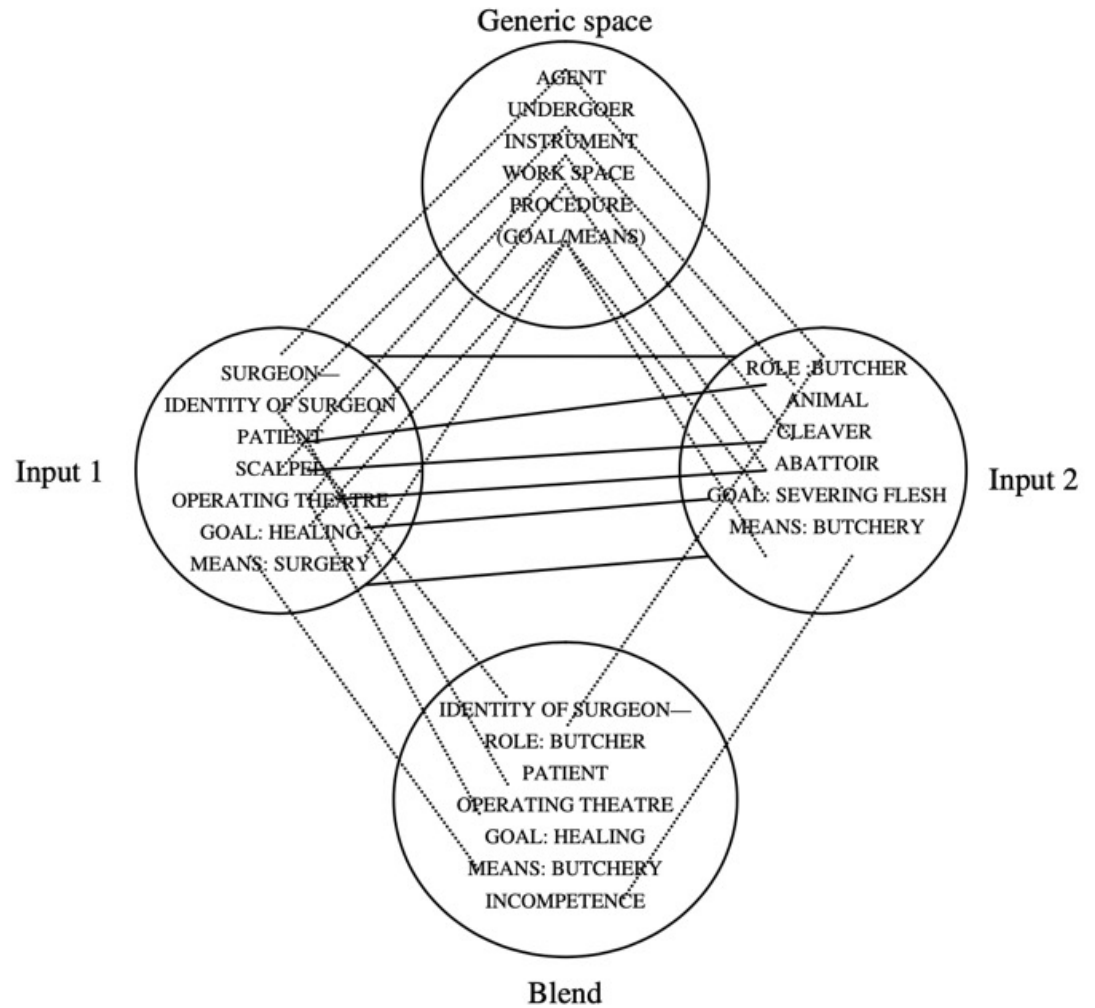 Generic space
AGENT
UNDERGOER
INSTRUMENT
WORK SPACE
PROCEDURE
(GOAL/MEANS)
Input 1
SURGEON—
IDENTITY OF SURGEON
PATIENT
SCALPEL
OPERATING THEATRE
GOAL: HEALING
MEANS: SURGERY
ROLE :BUTCHER
ANIMAL
CLEAVER
ABATTOIR
GOAL: SEVERING FLESH
MEANS: BUTCHERY
Input 2
IDENTITY OF SURGEON—
ROLE: BUTCHER
PATIENT
OPERATING THEATRE
GOAL: HEALING
MEANS: BUTCHERY
INCOMPETENCE
Blend